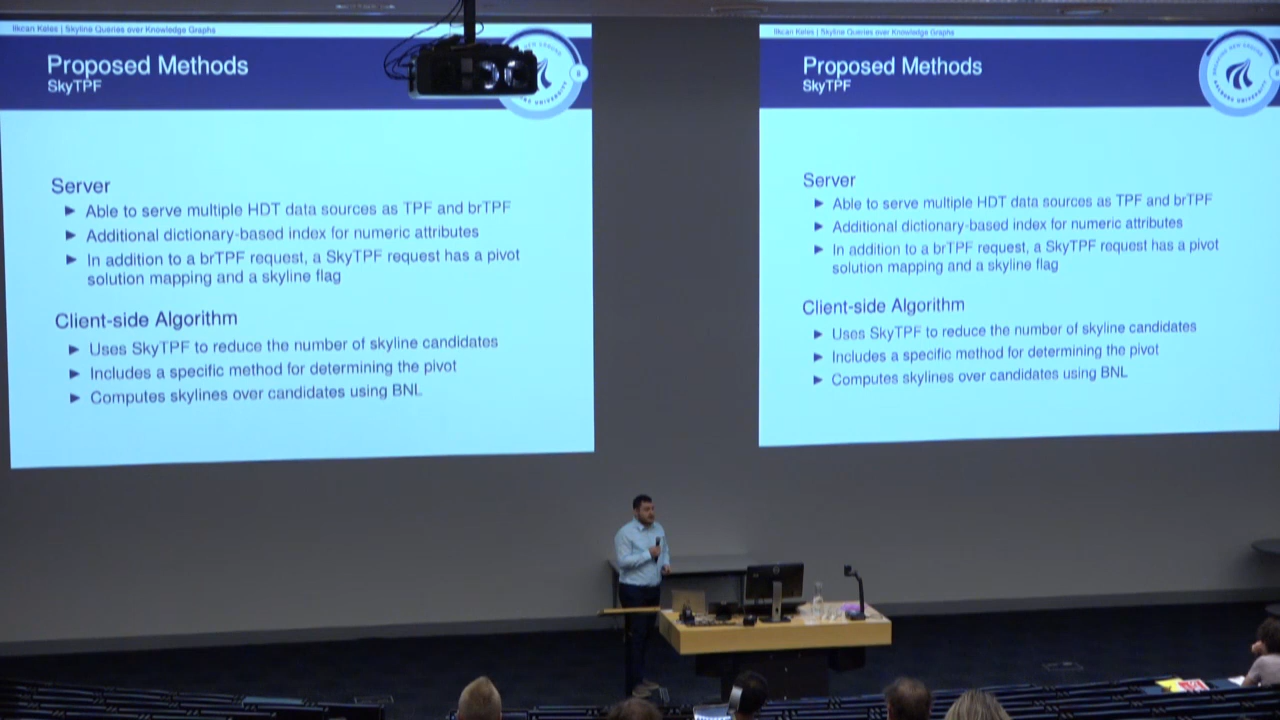 Ilkcan Keles | Skyline Queries over Knowledge Graphs
Proposed Methods
SkyTPF
8
Server
Able to serve multiple HDT data sources as TPF and brTPF
Additional dictionary-based index for numeric attributes
In addition to a brTPF request, a SkyTPF request has a pivot
solution mapping and a skyline flag
Client-side Algorithm
Uses SkyTPF to reduce the number of skyline candidates
Includes a specific method for determining the pivot
Computes skylines over candidates using BNL
Ilkcan Keles | Skyline Queries over Knowledge Graphs
Proposed Methods
SkyTPF
AALBORG UNIVERSITY
Server
Able to serve multiple HDT data sources as TPF and brTPF
Additional dictionary-based index for numeric attributes
In addition to a brTPF request, a SkyTPF request has a pivot
solution mapping and a skyline flag
Client-side Algorithm
Uses SkyTPF to reduce the number of skyline candidates
Includes a specific method for determining the pivot
Computes skylines over candidates using BNL